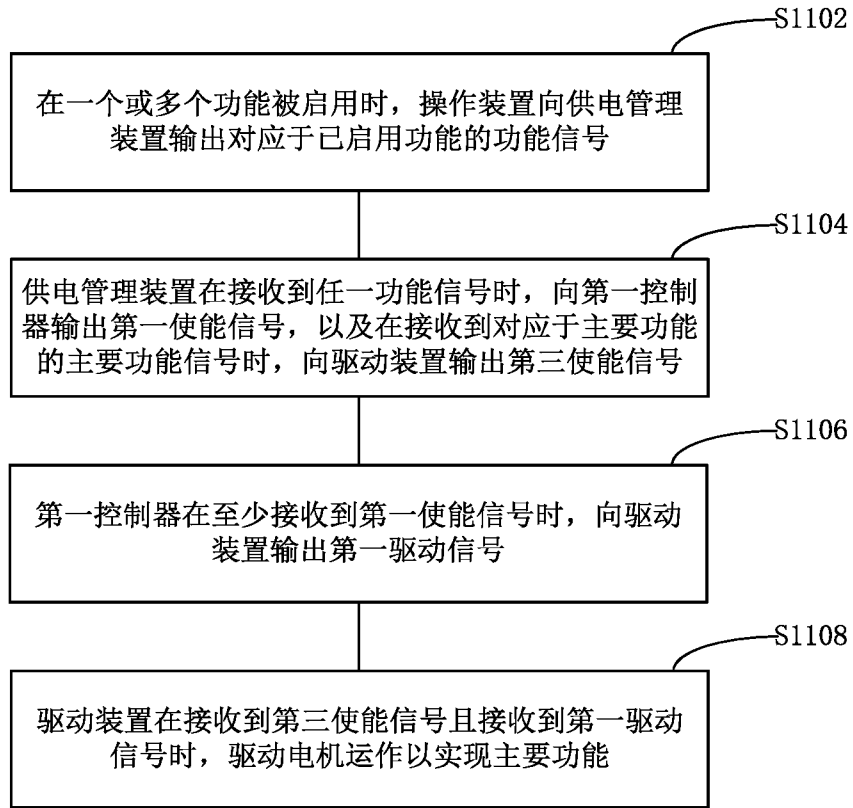 S1102
在一个或多个功能被启用时，操作装置向供电管理
装置输出对应于已启用功能的功能信号
S1104
供电管理装置在接收到任一功能信号时，向第一控制
器输出第一使能信号，以及在接收到对应于主要功能
的主要功能信号时，向驱动装置输出第三使能信号
S1106
第一控制器在至少接收到第一使能信号时，向驱动
装置输出第一驱动信号
S1108
驱动装置在接收到第三使能信号且接收到第一驱动
信号时，驱动电机运作以实现主要功能